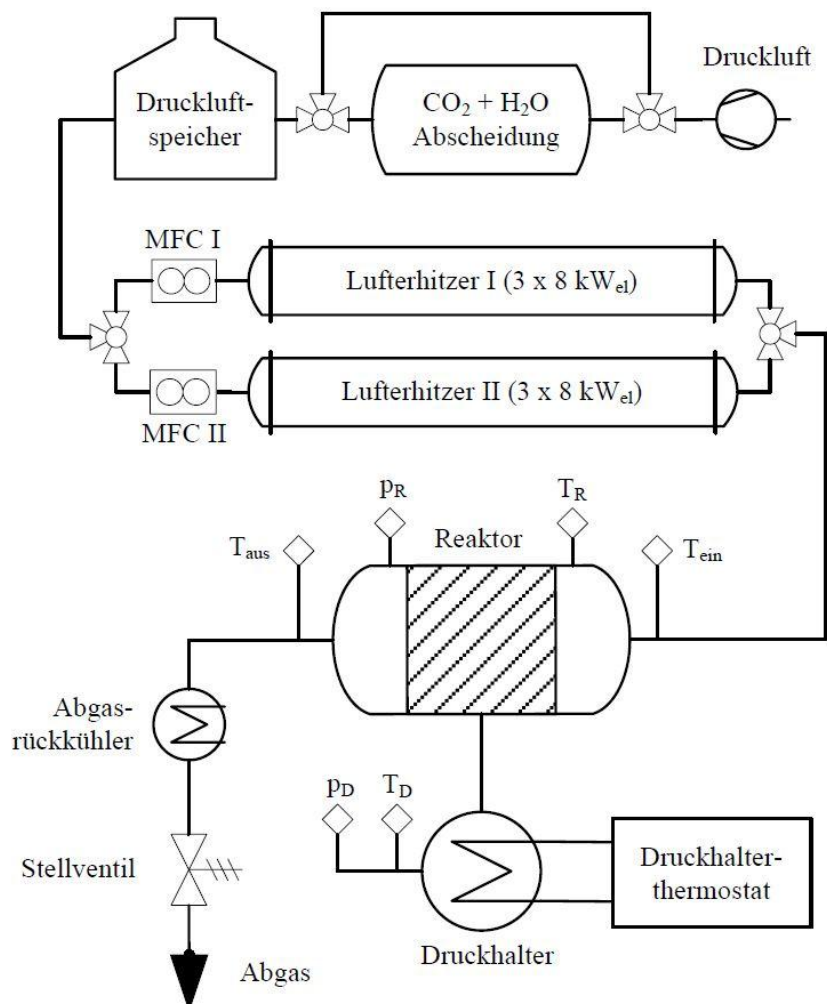 Druckluft
Druckluft-
speicher
CO₂ + H₂O
Abscheidung
MFC I
Lufterhitzer I (3 x 8 kWₑₗ)
Lufterhitzer II (3 x 8 kWₑₗ)
MFC II
p_R
T_R
Reaktor
T_aus
T_ein
Abgas-
rückkühler
p_D
T_D
Stellventil
Druckhalter-
thermostat
Druckhalter
Abgas